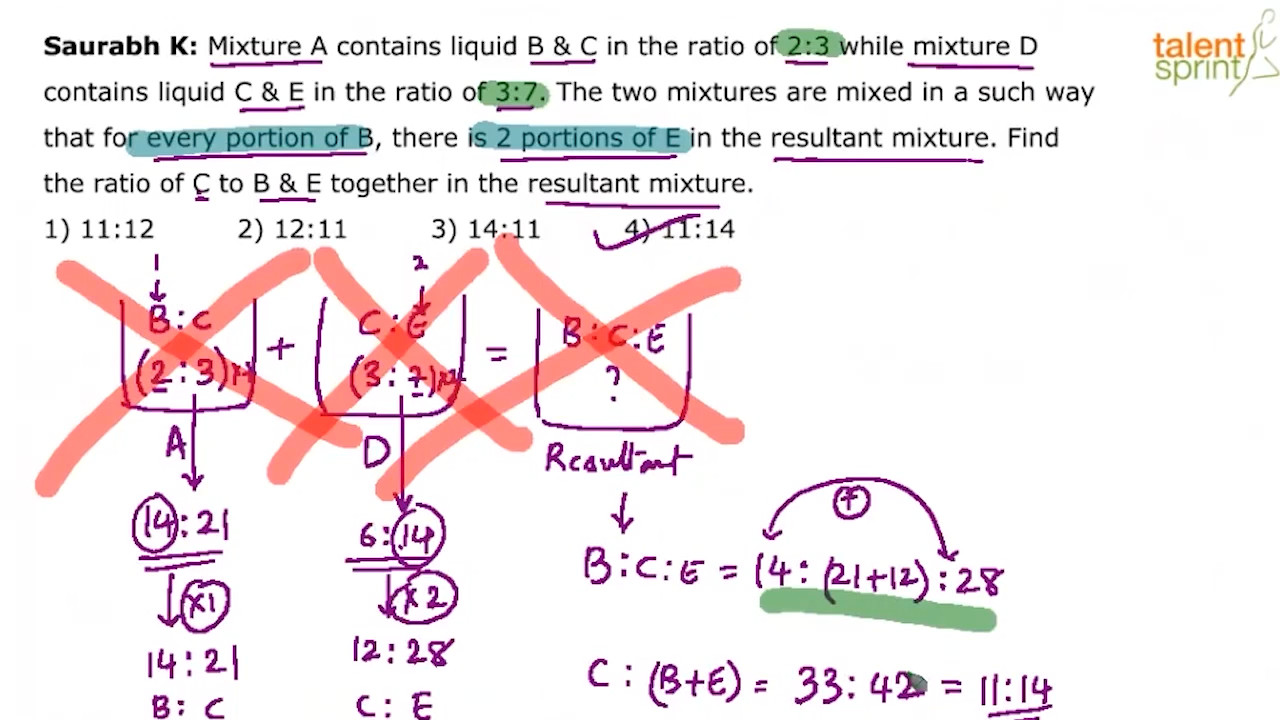 Saurabh K: Mixture A contains liquid B & C in the ratio of 2:3 while mixture D
talent
sprint
contains liquid C & E in the ratio of 3:7. The two mixtures are mixed in a such way
that for every portion of B, there is 2 portions of E in the resultant mixture. Find
the ratio of C to B & E together in the resultant mixture.
1) 11:12 2) 12:11 3) 14:11 4) 11:14
1 2
B:C C:E B:C:E
(2:3) + (3:7) = ?
A D Resultant
14:21 6:14
B:C:E = 14:(21+12):28
+
×1 ×2
14:21 12:28
C:(B+E) = 33:42 = 11:14
B:C C:E